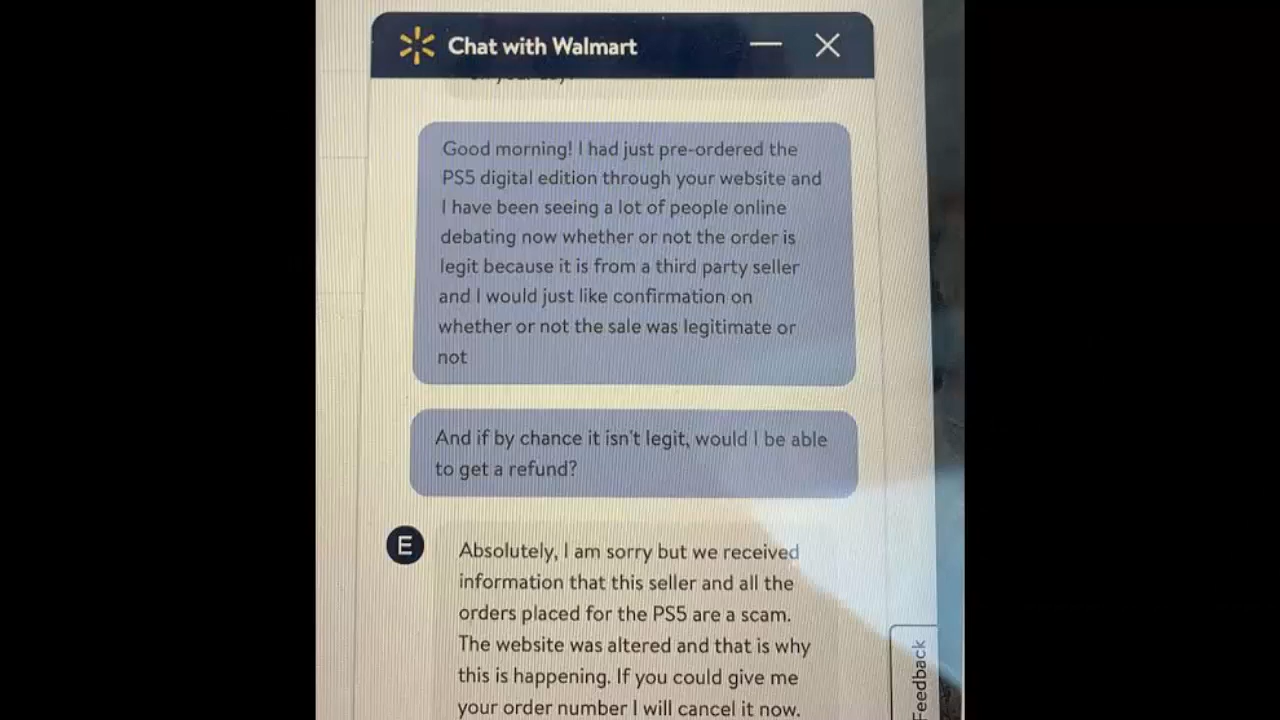 Chat with Walmart
Good morning! I had just pre-ordered the
PS5 digital edition through your website and
I have been seeing a lot of people online
debating now whether or not the order is
legit because it is from a third party seller
and I would just like confirmation on
whether or not the sale was legitimate or
not
And if by chance it isn't legit, would I be able
to get a refund?
E
Absolutely, I am sorry but we received
information that this seller and all the
orders placed for the PS5 are a scam.
The website was altered and that is why
this is happening. If you could give me
your order number I will cancel it now.
Feedback